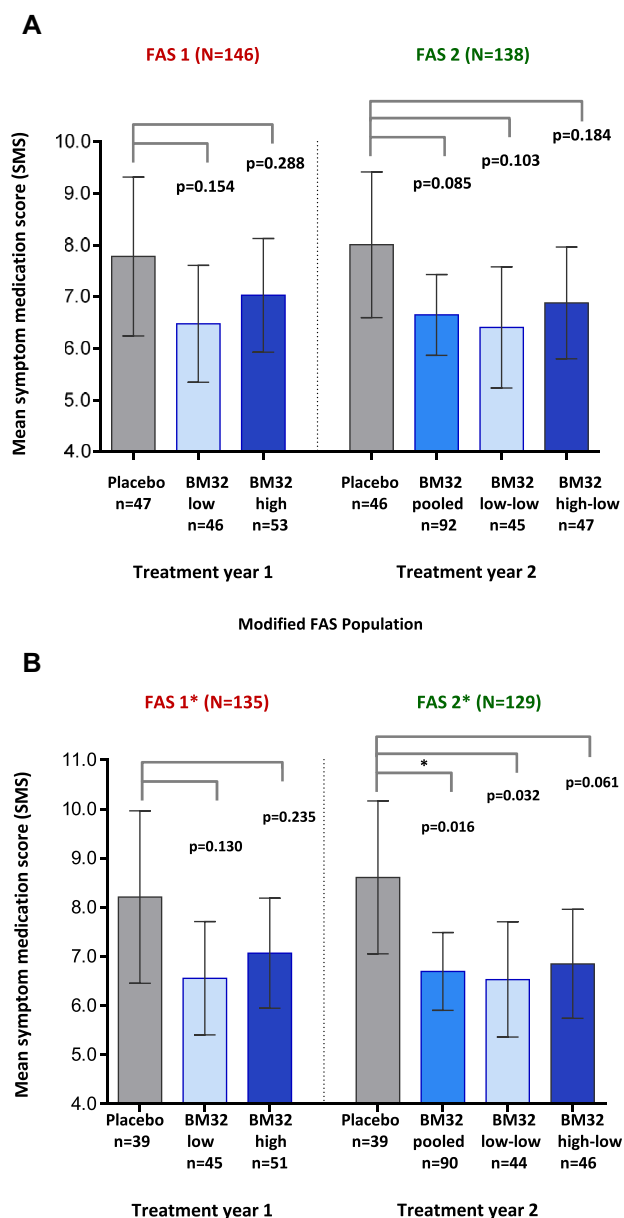 A
FAS 1 (N=146)
FAS 2 (N=138)
Mean symptom medication score (SMS)
10.0
9.0
8.0
7.0
6.0
5.0
4.0
p=0.154
p=0.288
p=0.085
p=0.103
p=0.184
Placebo
n=47
BM32
low
n=46
BM32
high
n=53
Placebo
n=46
BM32
pooled
n=92
BM32
low-low
n=45
BM32
high-low
n=47
Treatment year 1
Treatment year 2
Modified FAS Population
B
FAS 1* (N=135)
FAS 2* (N=129)
Mean symptom medication score (SMS)
11.0
10.0
9.0
8.0
7.0
6.0
5.0
4.0
p=0.130
p=0.235
*
p=0.016
p=0.032
p=0.061
Placebo
n=39
BM32
low
n=45
BM32
high
n=51
Placebo
n=39
BM32
pooled
n=90
BM32
low-low
n=44
BM32
high-low
n=46
Treatment year 1
Treatment year 2